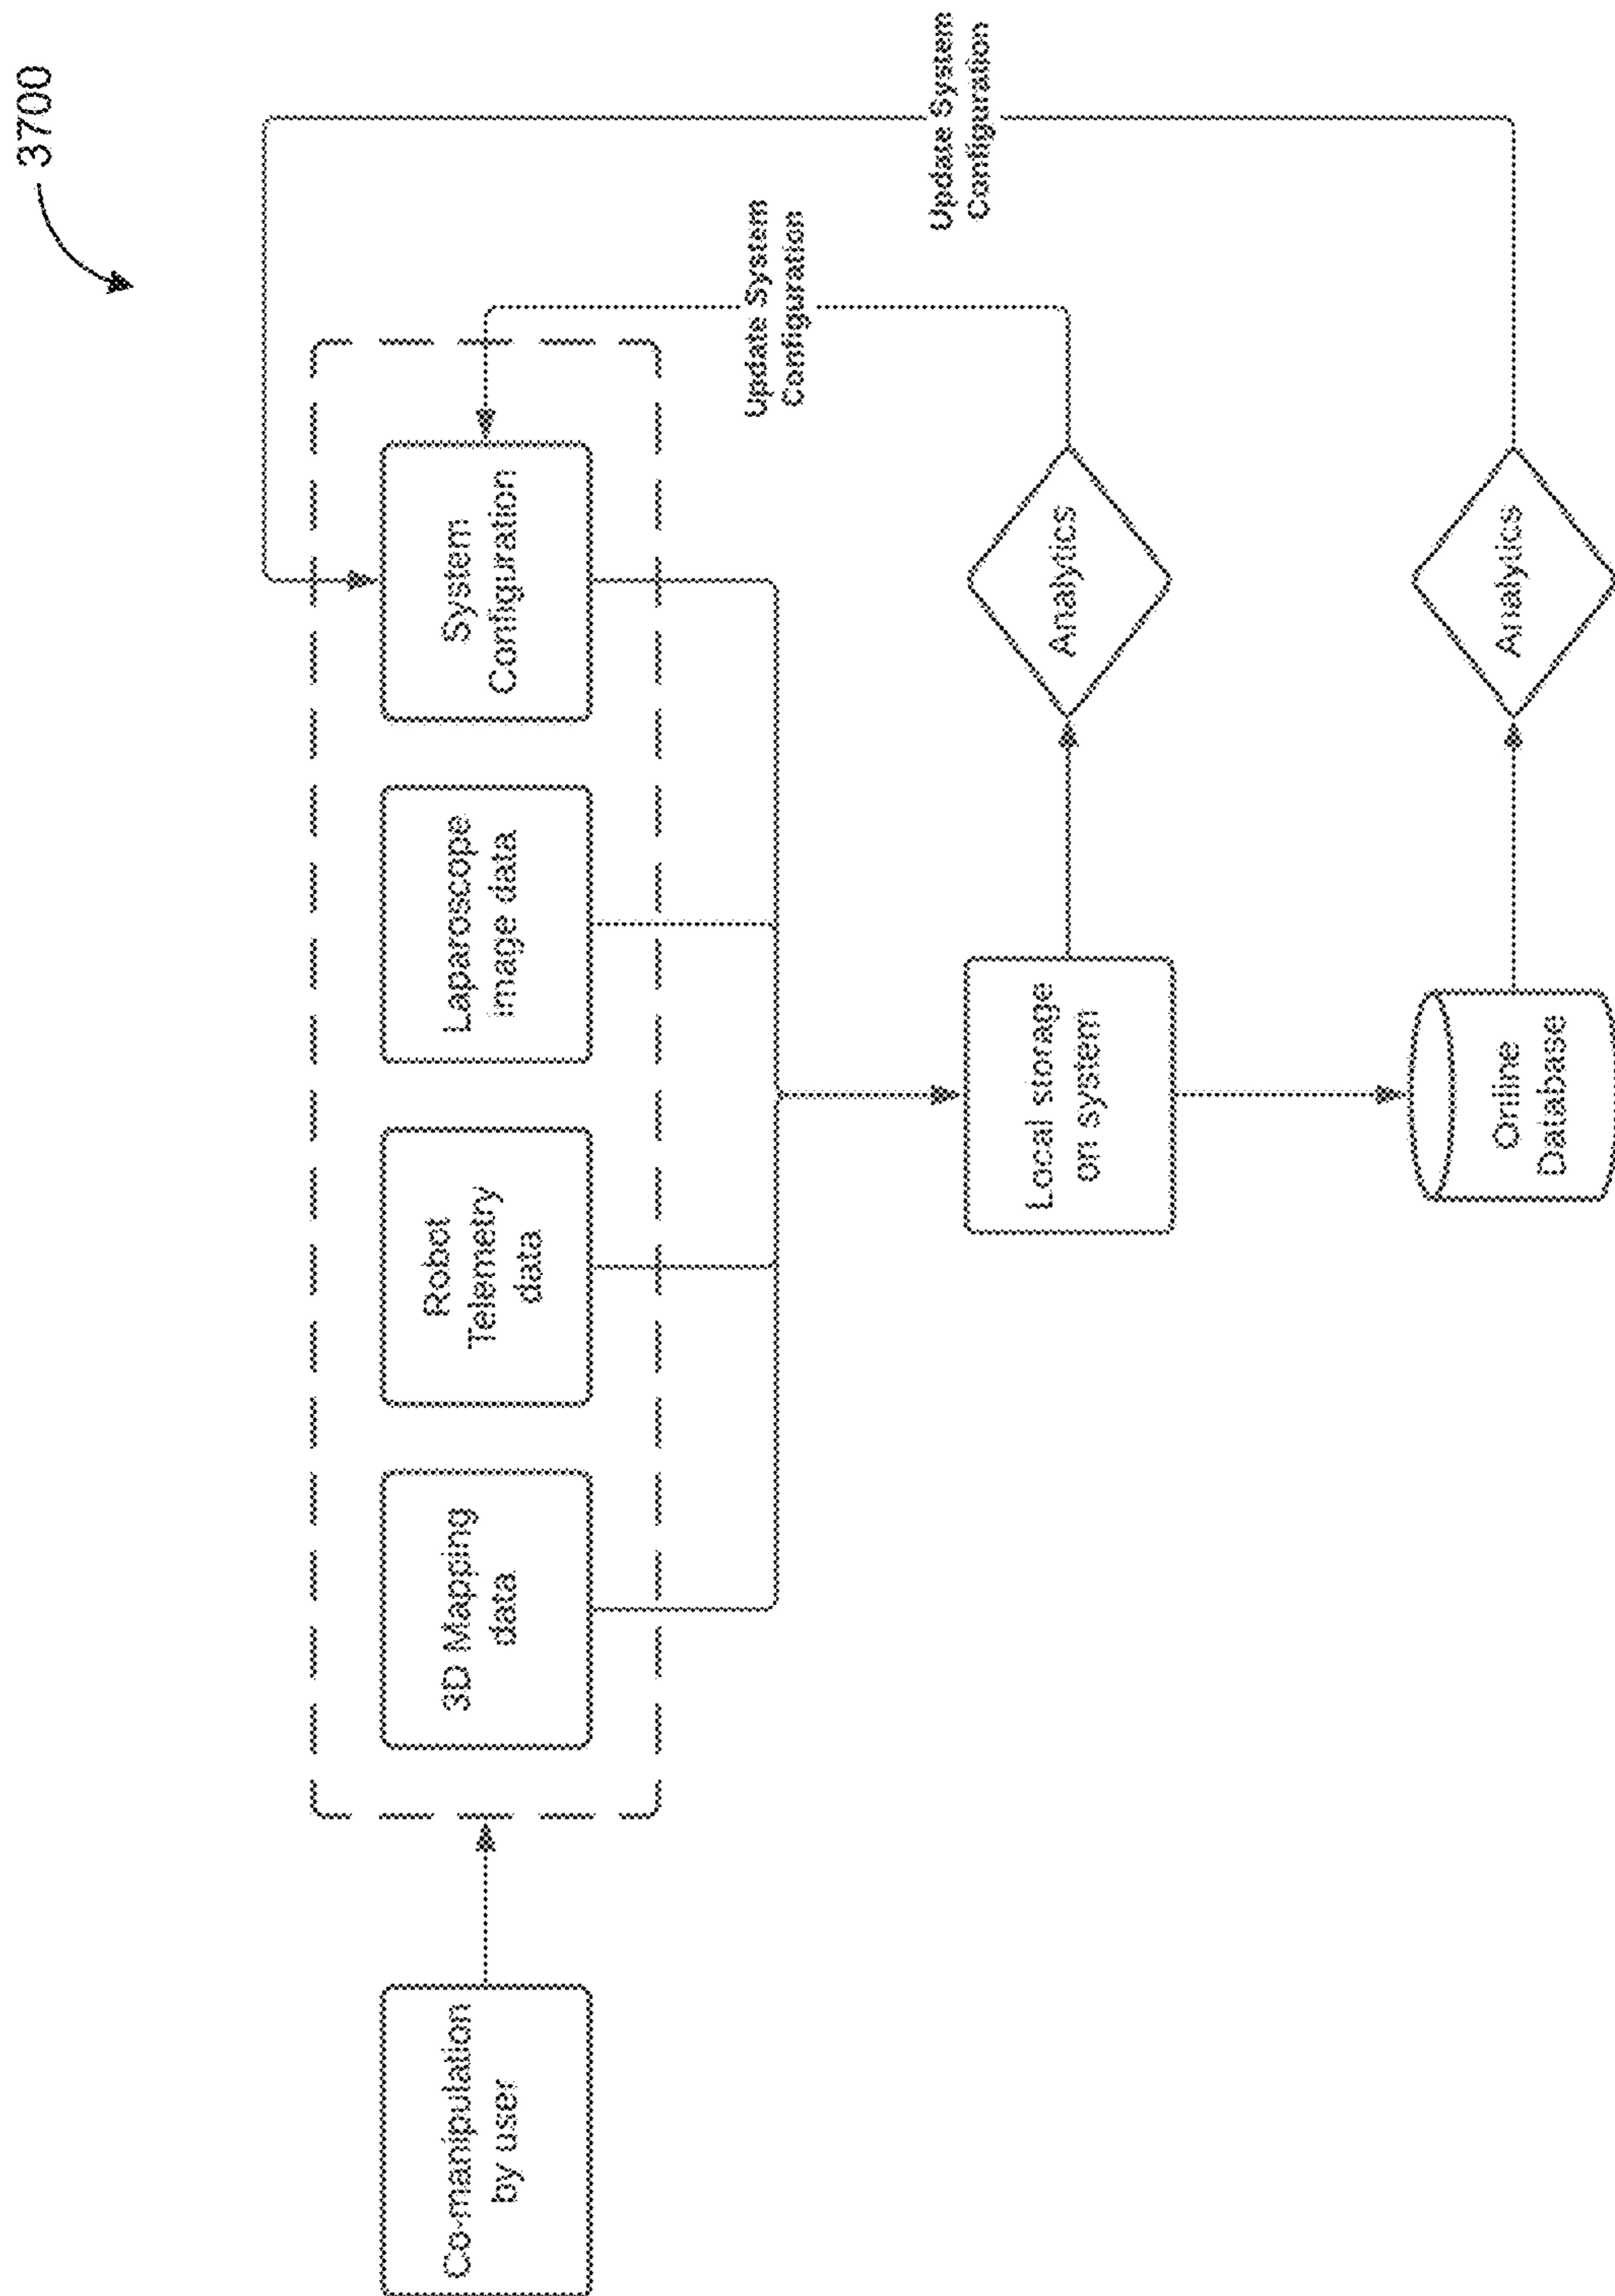 3700
Co-manipulation
by user
3D Mapping
data
Robot
Telemetry
data
Laparoscope
image data
System
Configuration
Update System
Configuration
Update System
Configuration
Local storage
on system
Analytics
Online
Database
Analytics